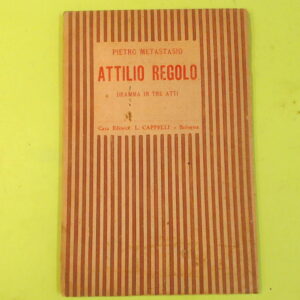 PIETRO METASTASIO
ATTILIO REGOLO
DRAMMA IN TRE ATTI
Casa Editrice L. CAPPELLI - Bologna